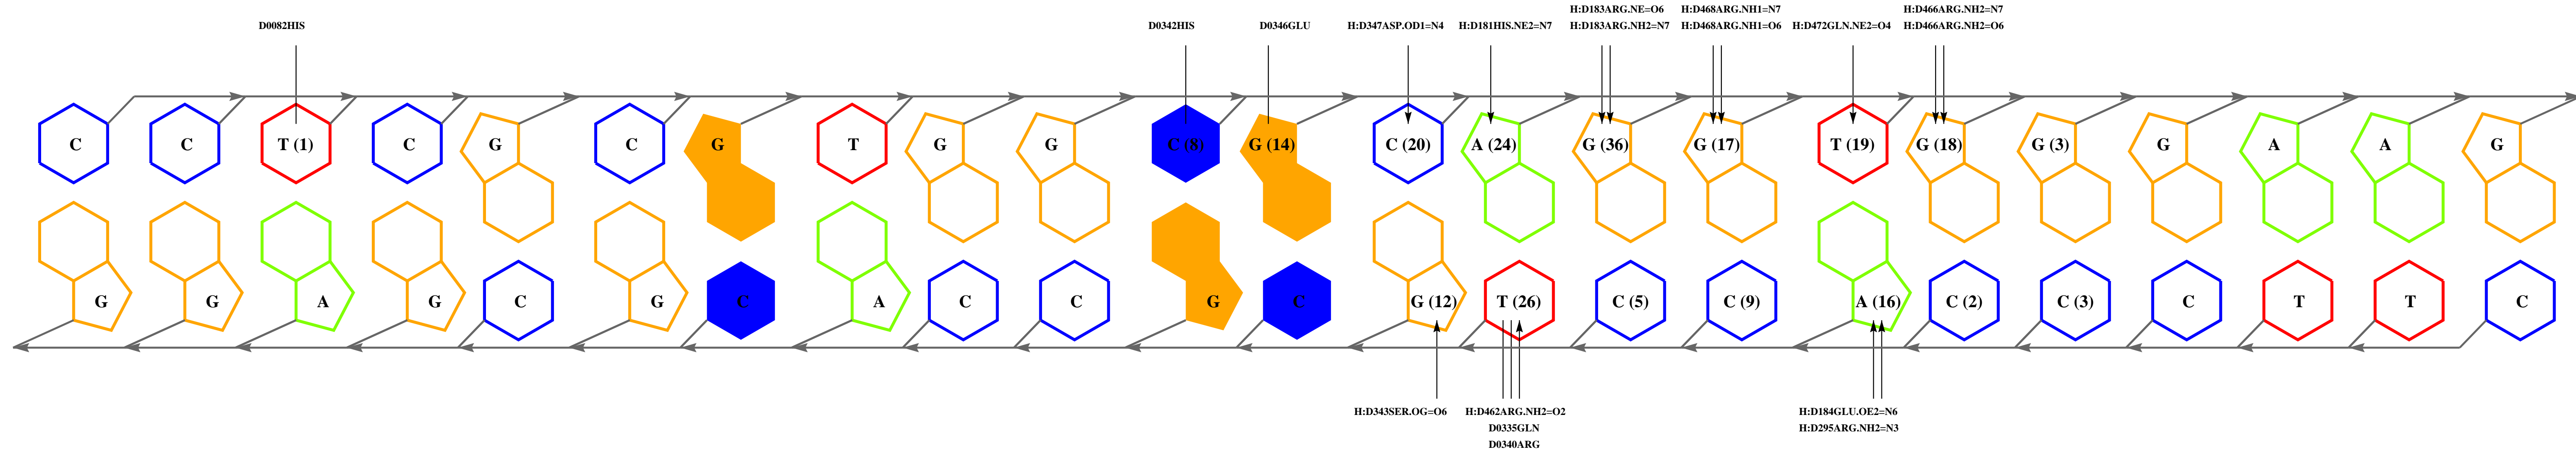 H:D183ARG.NE=O6 H:D468ARG.NH1=N7 H:D466ARG.NH2=N7
D0082HIS D0342HIS D0346GLU H:D347ASP.OD1=N4 H:D181HIS.NE2=N7 H:D183ARG.NH2=N7 H:D468ARG.NH1=O6 H:D472GLN.NE2=O4 H:D466ARG.NH2=O6
C C T (1) C G C G T G G C (8) G (14) C (20) A (24) G (36) G (17) T (19) G (18) G (3) G A A G
G G A G C G C A C C G C G (12) T (26) C (5) C (9) A (16) C (2) C (3) C T T C
H:D343SER.OG=O6 H:D462ARG.NH2=O2 H:D184GLU.OE2=N6
D0335GLN H:D295ARG.NH2=N3
D0340ARG